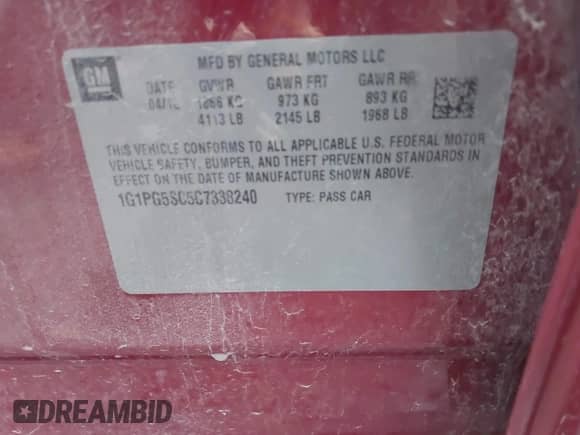 GM
MFD BY GENERAL MOTORS LLC
DATE GVWR GAWR FRT GAWR RR
04/12 1866 KG 973 KG 893 KG
4113 LB 2145 LB 1968 LB
THIS VEHICLE CONFORMS TO ALL APPLICABLE U.S. FEDERAL MOTOR
VEHICLE SAFETY, BUMPER, AND THEFT PREVENTION STANDARDS IN
EFFECT ON THE DATE OF MANUFACTURE SHOWN ABOVE.
1G1PG5SC5C7338240 TYPE: PASS CAR
DREAMBID